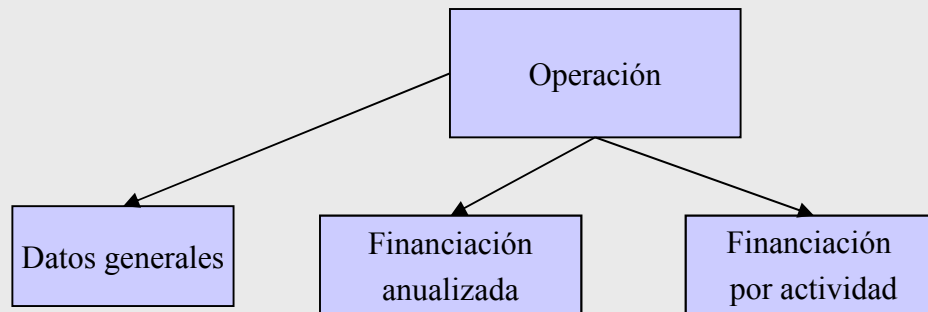 Operación
Datos generales
Financiación
anualizada
Financiación
por actividad